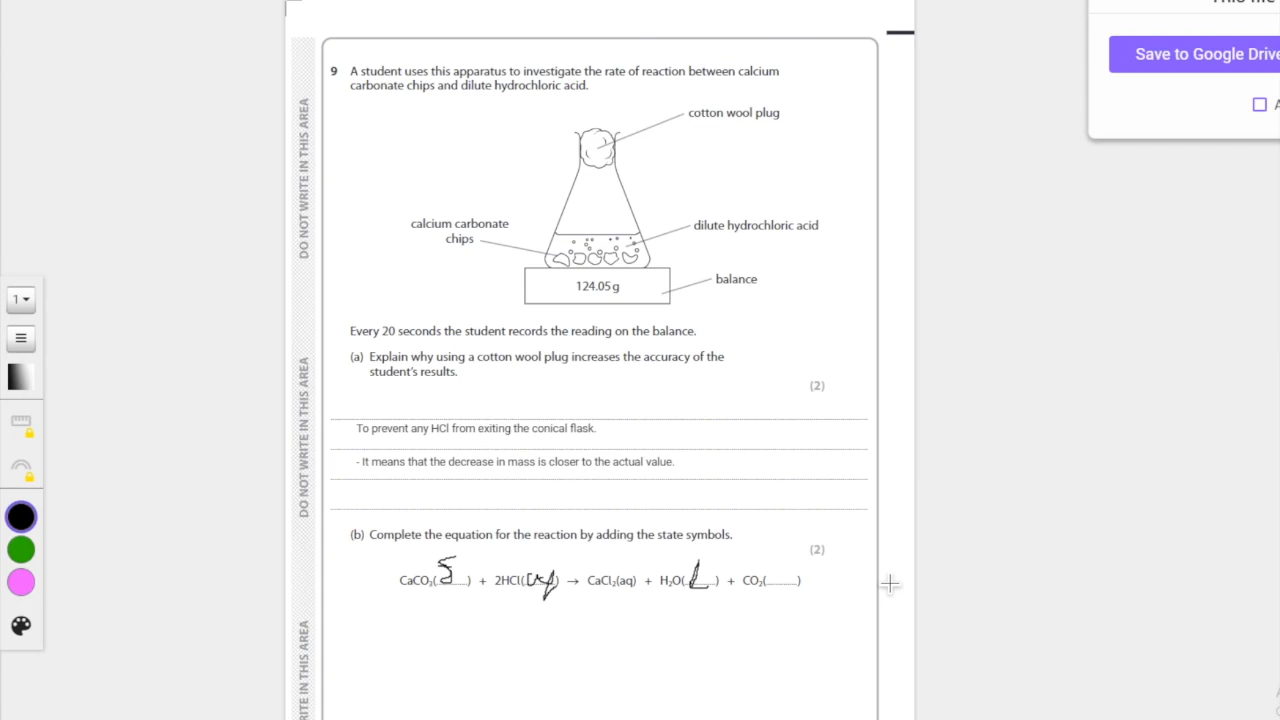 This file
Save to Google Drive
A
9 A student uses this apparatus to investigate the rate of reaction between calcium
carbonate chips and dilute hydrochloric acid.
cotton wool plug
calcium carbonate
chips
dilute hydrochloric acid
124.05 g
balance
Every 20 seconds the student records the reading on the balance.
(a) Explain why using a cotton wool plug increases the accuracy of the
student's results.
(2)
To prevent any HCl from exiting the conical flask.
- It means that the decrease in mass is closer to the actual value.
(b) Complete the equation for the reaction by adding the state symbols.
(2)
CaCO₃(S) + 2HCl(aq) → CaCl₂(aq) + H₂O(L) + CO₂(............)
DO NOT WRITE IN THIS AREA
DO NOT WRITE IN THIS AREA
RITE IN THIS AREA
1